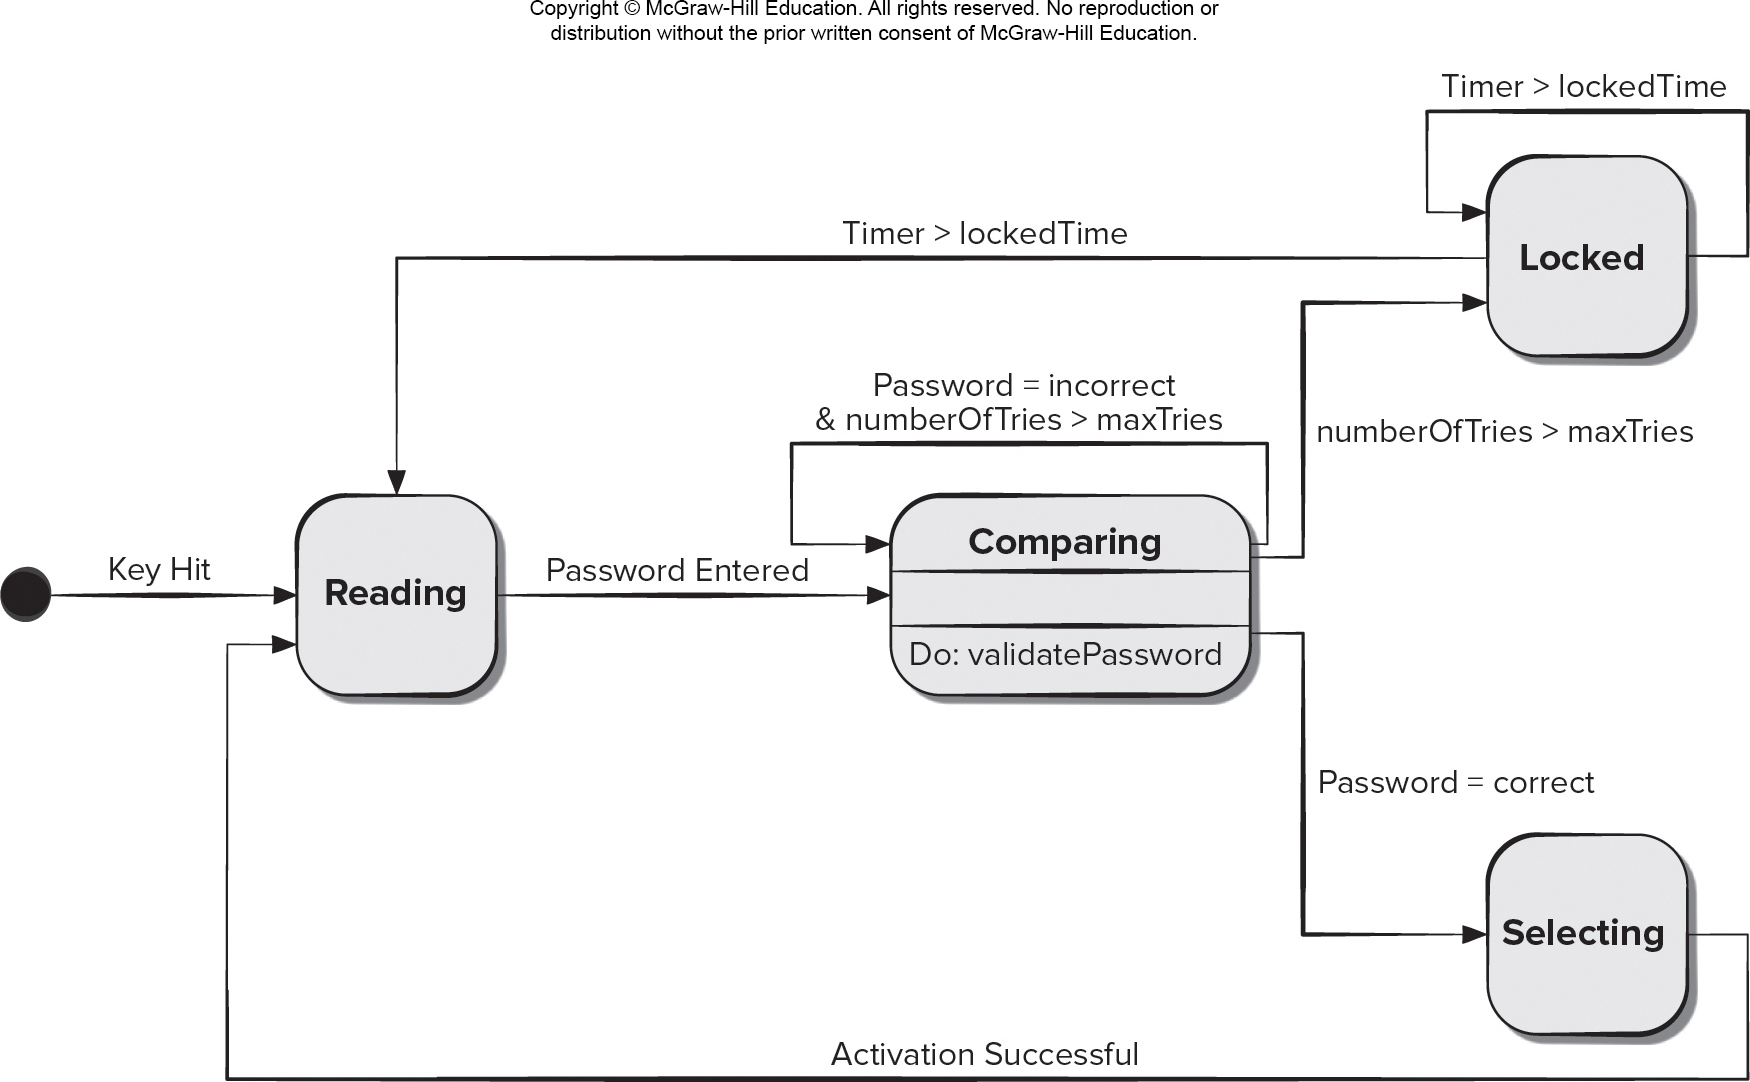 Copyright © McGraw-Hill Education. All rights reserved. No reproduction or
distribution without the prior written consent of McGraw-Hill Education.
Timer > lockedTime
Timer > lockedTime
Locked
Password = incorrect
& numberOfTries > maxTries
numberOfTries > maxTries
Key Hit
Reading
Password Entered
Comparing
Do: validatePassword
Password = correct
Selecting
Activation Successful